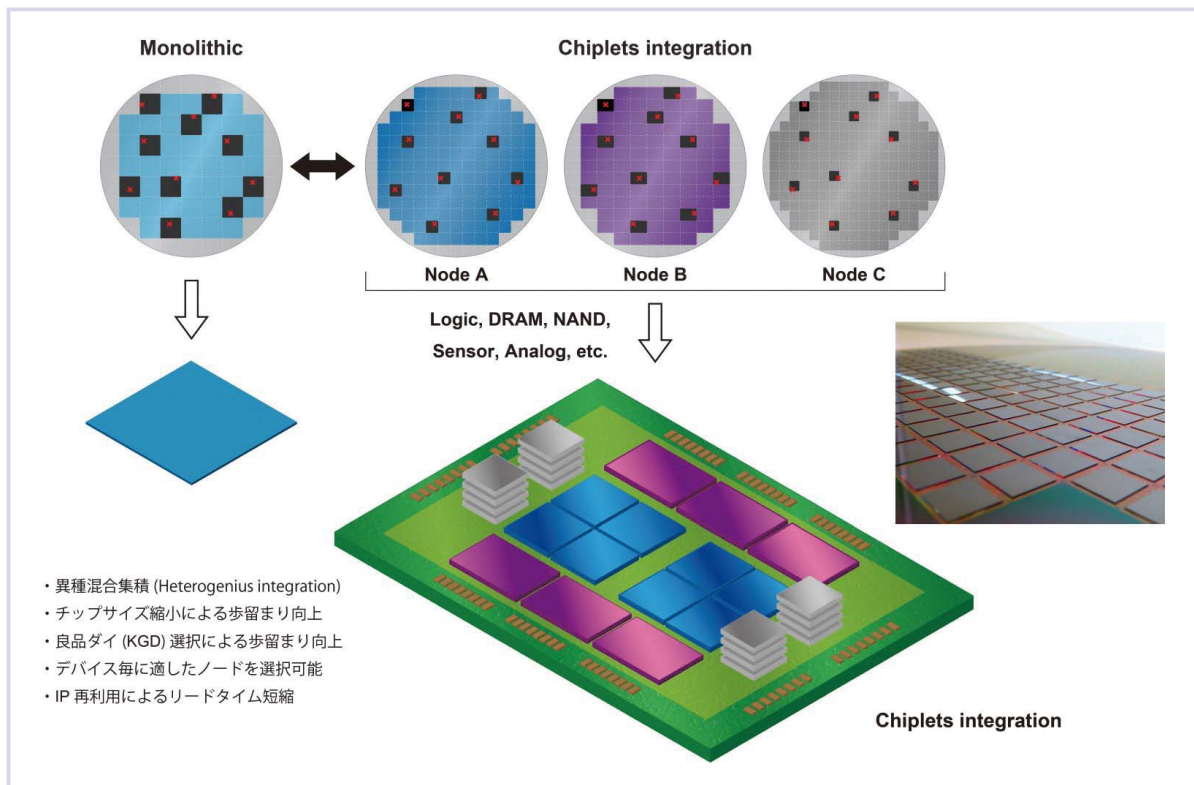 Monolithic
Chiplets integration
Node A
Node B
Node C
Logic, DRAM, NAND,
Sensor, Analog, etc.
・異種混合集積 (Heterogenius integration)
・チップサイズ縮小による歩留まり向上
・良品ダイ (KGD) 選択による歩留まり向上
・デバイス毎に適したノードを選択可能
・IP 再利用によるリードタイム短縮
Chiplets integration